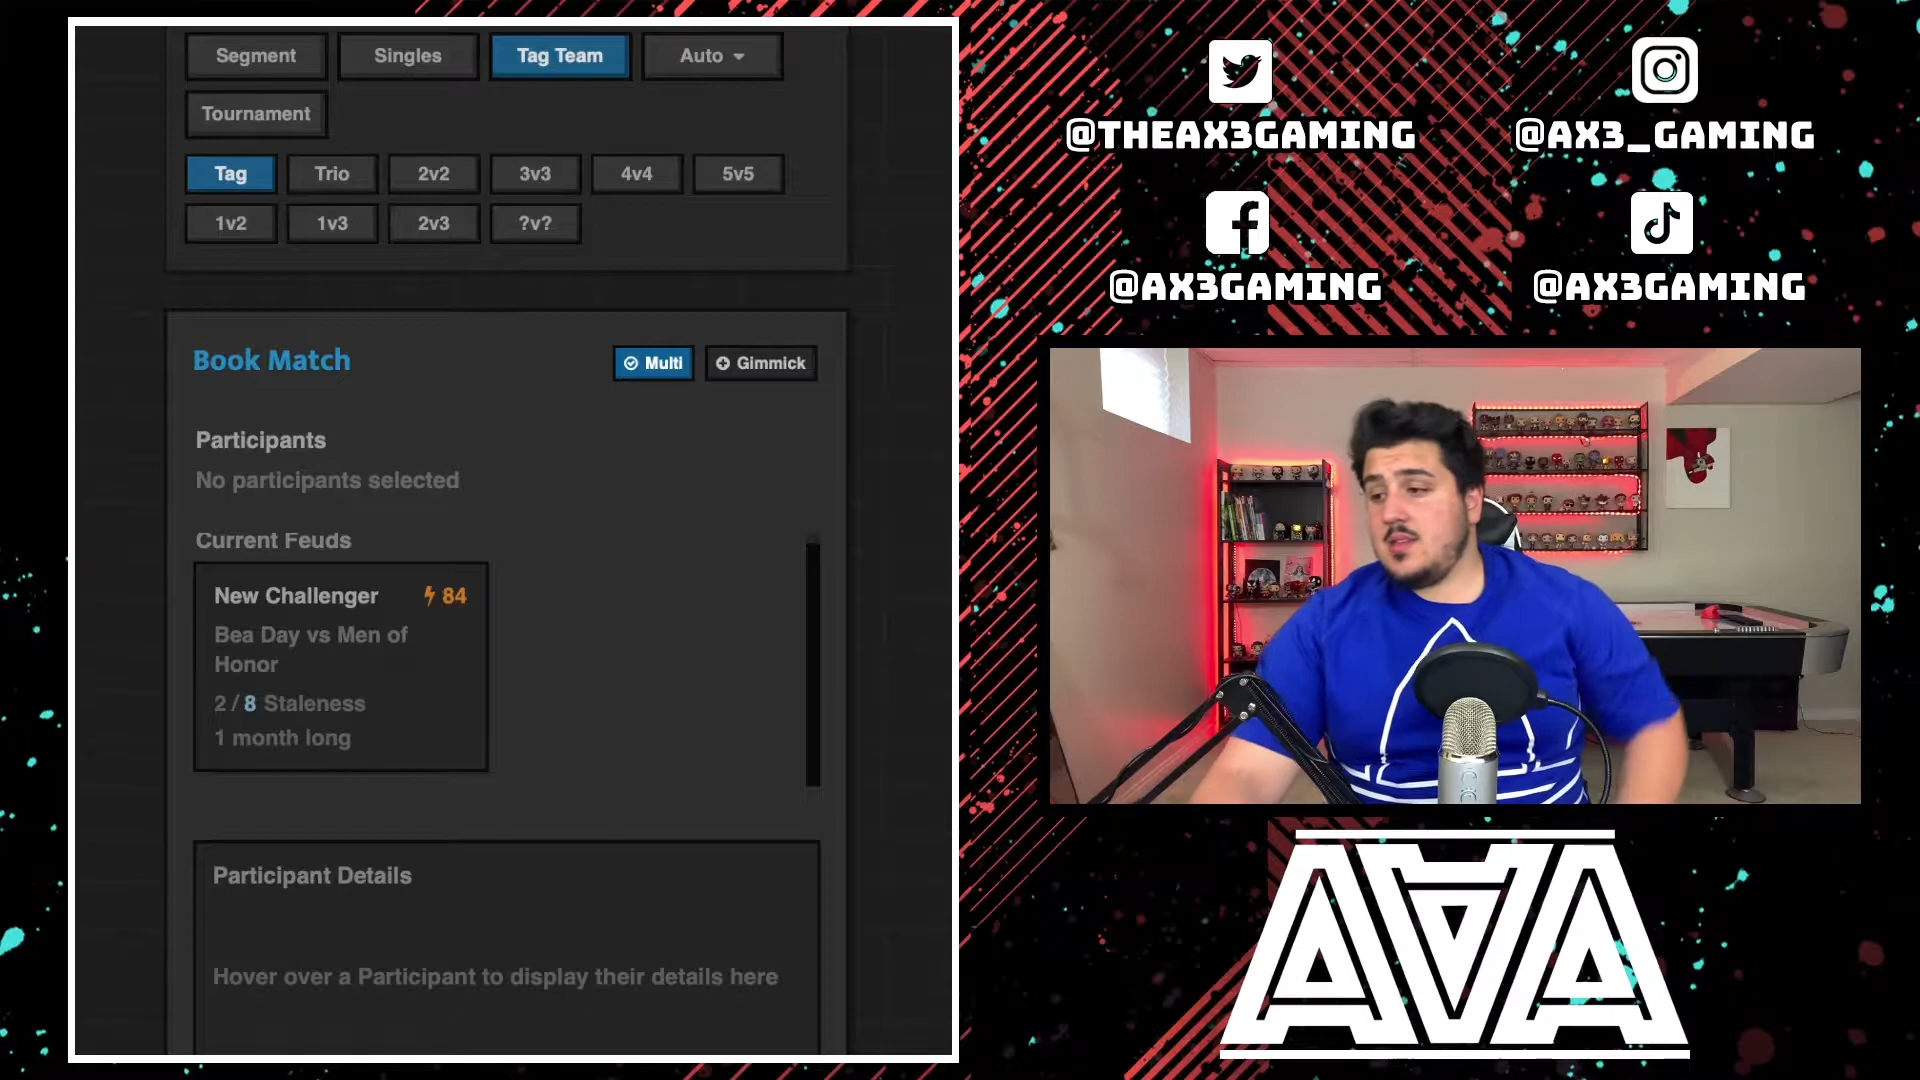 Segment
Singles
Tag Team
Auto
Tournament
Tag
Trio
2v2
3v3
4v4
5v5
1v2
1v3
2v3
?v?
Book Match
Multi
Gimmick
Participants
No participants selected
Current Feuds
New Challenger
84
Bea Day vs Men of
Honor
2 / 8 Staleness
1 month long
Participant Details
Hover over a Participant to display their details here
@THEAX3GAMING
@AX3_GAMING
@AX3GAMING
@AX3GAMING